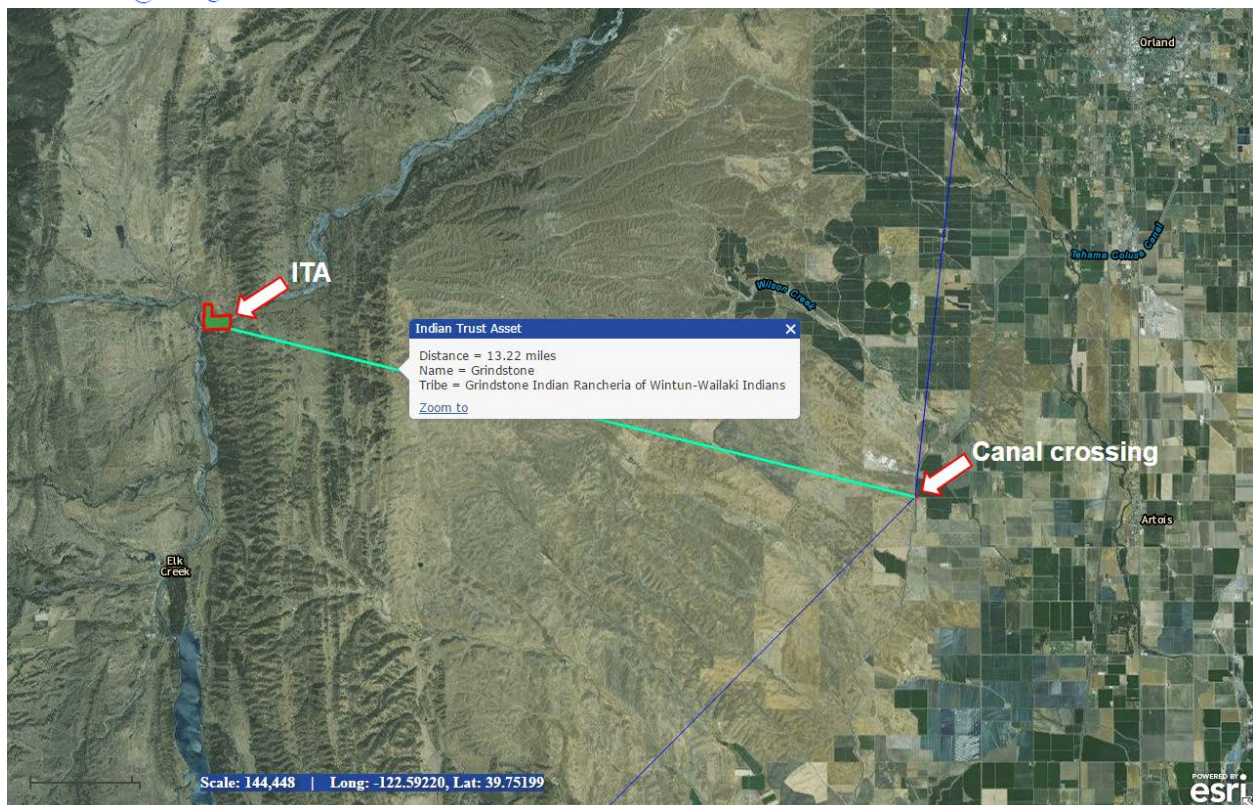 Orland
Tehama Colusa Canal
ITA
Wilson Creek
Indian Trust Asset
Distance = 13.22 miles
Name = Grindstone
Tribe = Grindstone Indian Rancheria of Wintun-Wailaki Indians
Zoom to
Canal crossing
Artois
Elk
Creek
Scale: 144,448 | Long: -122.59220, Lat: 39.75199
POWERED BY
esri